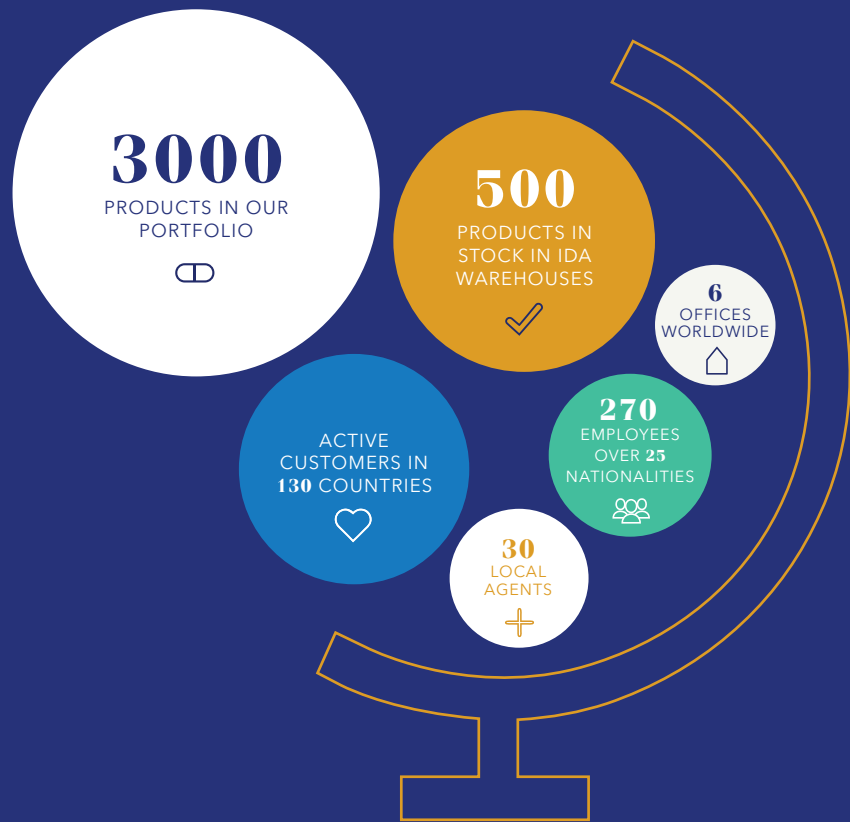 3000
PRODUCTS IN OUR
PORTFOLIO
500
PRODUCTS IN
STOCK IN IDA
WAREHOUSES
6
OFFICES
WORLDWIDE
270
EMPLOYEES
OVER 25
NATIONALITIES
ACTIVE
CUSTOMERS IN
130 COUNTRIES
30
LOCAL
AGENTS